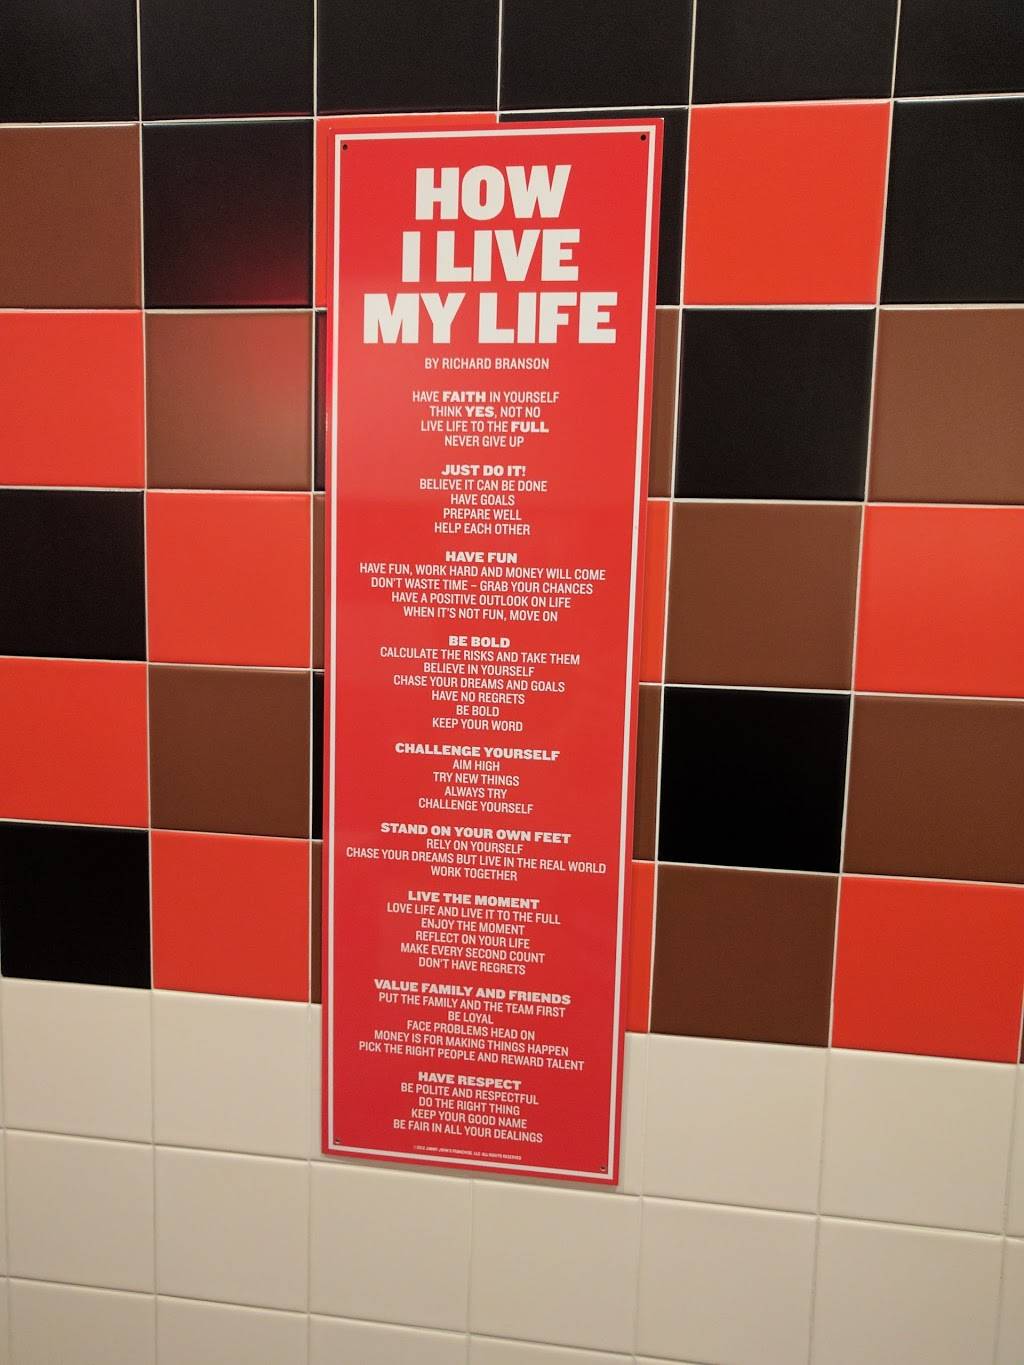 HOW
I LIVE
MY LIFE
BY RICHARD BRANSON
HAVE FAITH IN YOURSELF
THINK YES, NOT NO
LIVE LIFE TO THE FULL
NEVER GIVE UP
JUST DO IT!
BELIEVE IT CAN BE DONE
HAVE GOALS
PREPARE WELL
HELP EACH OTHER
HAVE FUN
HAVE FUN, WORK HARD AND MONEY WILL COME
DON'T WASTE TIME – GRAB YOUR CHANCES
HAVE A POSITIVE OUTLOOK ON LIFE
WHEN IT'S NOT FUN, MOVE ON
BE BOLD
CALCULATE THE RISKS AND TAKE THEM
BELIEVE IN YOURSELF
CHASE YOUR DREAMS AND GOALS
HAVE NO REGRETS
BE BOLD
KEEP YOUR WORD
CHALLENGE YOURSELF
AIM HIGH
TRY NEW THINGS
ALWAYS TRY
CHALLENGE YOURSELF
STAND ON YOUR OWN FEET
RELY ON YOURSELF
CHASE YOUR DREAMS BUT LIVE IN THE REAL WORLD
WORK TOGETHER
LIVE THE MOMENT
LOVE LIFE AND LIVE IT TO THE FULL
ENJOY THE MOMENT
REFLECT ON YOUR LIFE
MAKE EVERY SECOND COUNT
DON'T HAVE REGRETS
VALUE FAMILY AND FRIENDS
PUT THE FAMILY AND THE TEAM FIRST
BE LOYAL
FACE PROBLEMS HEAD ON
MONEY IS FOR MAKING THINGS HAPPEN
PICK THE RIGHT PEOPLE AND REWARD TALENT
HAVE RESPECT
BE POLITE AND RESPECTFUL
DO THE RIGHT THING
KEEP YOUR GOOD NAME
BE FAIR IN ALL YOUR DEALINGS
JIMMY JOHN'S FRANCHISE, LLC ALL RIGHTS RESERVED